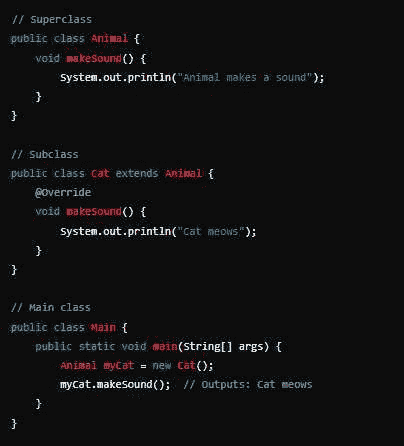 // Superclass
public class Animal {
    void makeSound() {
        System.out.println("Animal makes a sound");
    }
}
// Subclass
public class Cat extends Animal {
    @Override
    void makeSound() {
        System.out.println("Cat meows");
    }
}
// Main class
public class Main {
    public static void main(String[] args) {
        Animal myCat = new Cat();
        myCat.makeSound();  // Outputs: Cat meows
    }
}